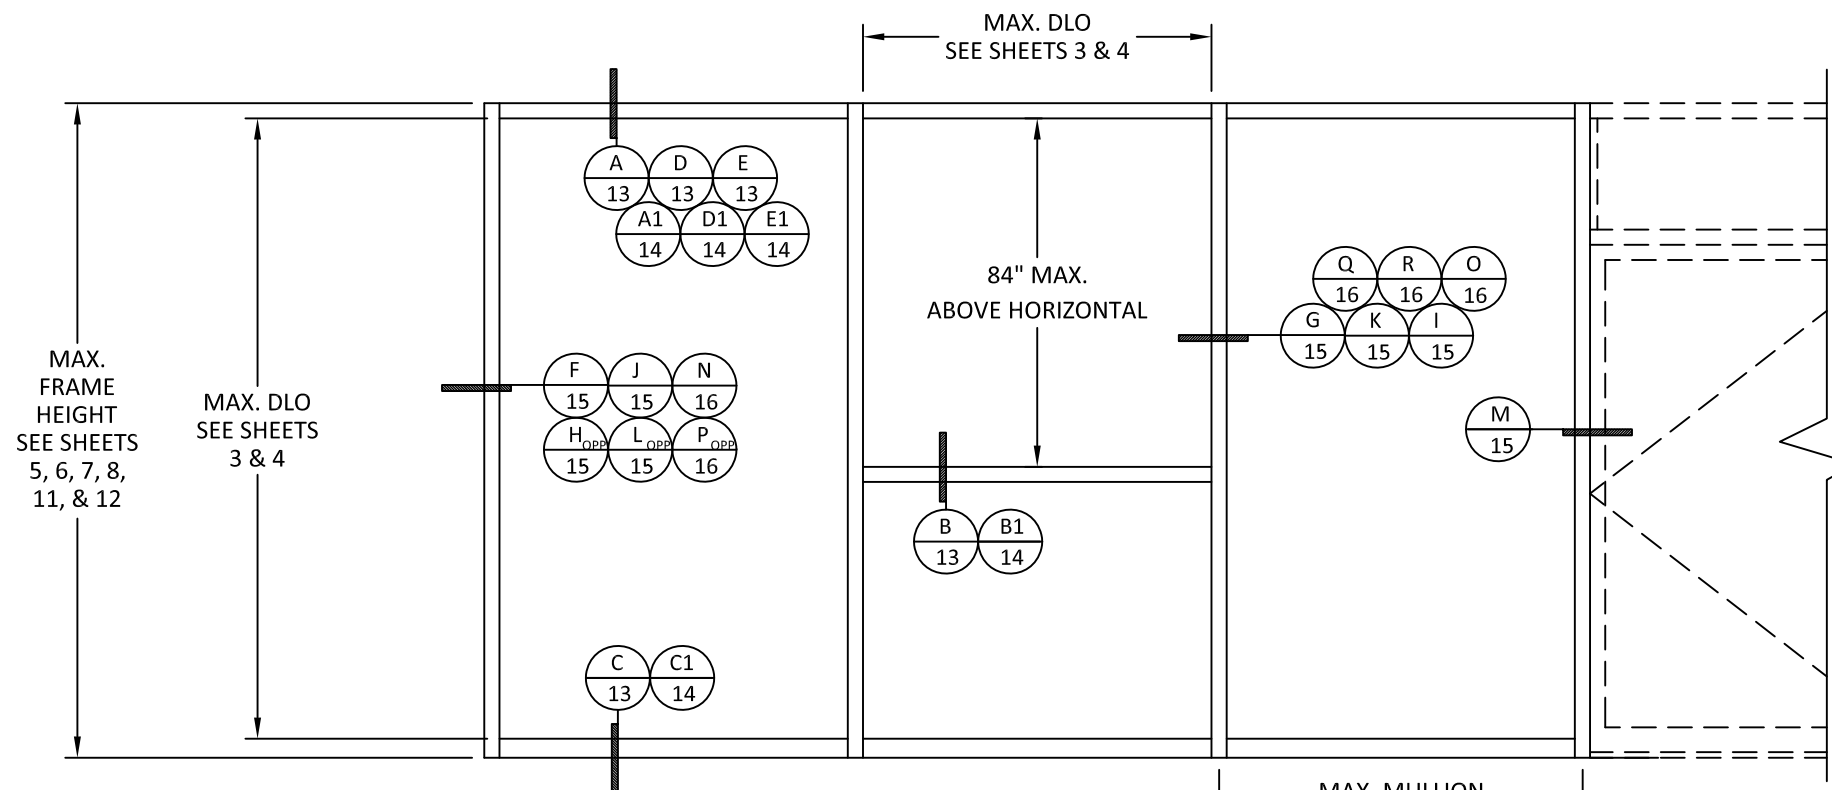 MAX. DLO
SEE SHEETS 3 & 4
A D E
13 13 13
A1 D1 E1
14 14 14
84" MAX.
ABOVE HORIZONTAL
Q R O
16 16 16
G K I
15 15 15
MAX.
FRAME
HEIGHT
SEE SHEETS
5, 6, 7, 8,
11, & 12
MAX. DLO
SEE SHEETS
3 & 4
F J N
15 15 16
H OPP L OPP P OPP
15 15 16
M
15
B B1
13 14
C C1
13 14
MAX. MULLION